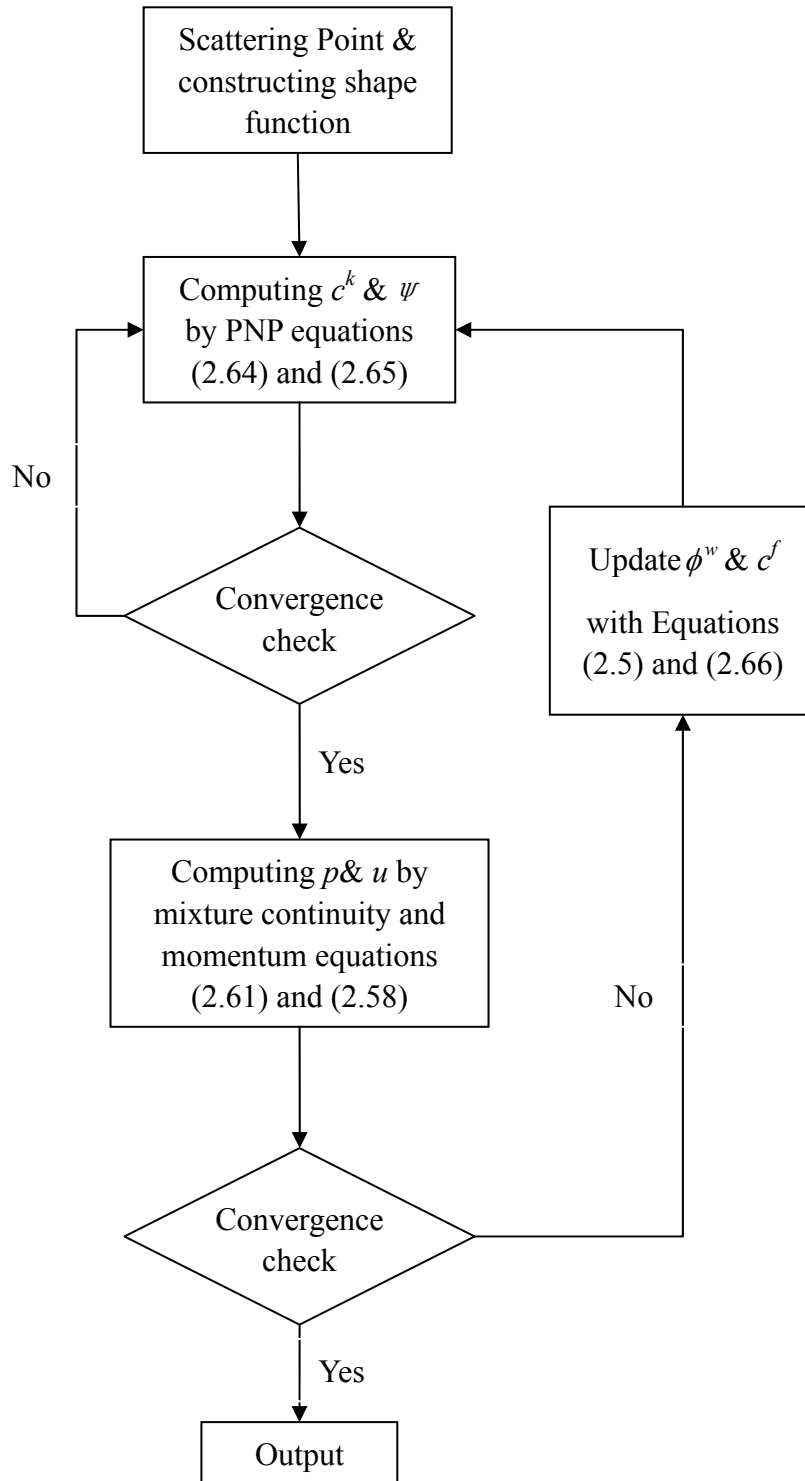 Scattering Point &
constructing shape
function
Computing c^k & ψ
by PNP equations
(2.64) and (2.65)
No
Convergence
check
Update ϕ^w & c^f
with Equations
(2.5) and (2.66)
Yes
Computing p& u by
mixture continuity and
momentum equations
(2.61) and (2.58)
No
Convergence
check
Yes
Output